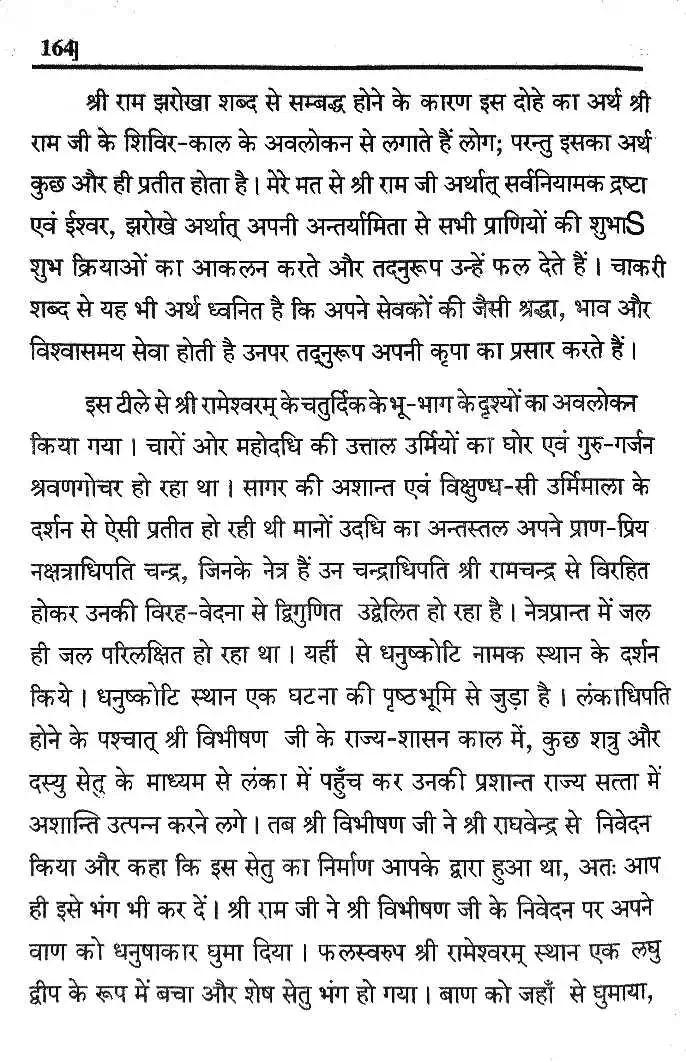 164]
श्री राम झरोखा शब्द से सम्बद्ध होने के कारण इस दोहे का अर्थ श्री
राम जी के शिविर-काल के अवलोकन से लगाते हैं लोग; परन्तु इसका अर्थ
कुछ और ही प्रतीत होता है। मेरे मत से श्री राम जी अर्थात् सर्वनियामक द्रष्टा
एवं ईश्वर, झरोखे अर्थात् अपनी अन्तर्यामिता से सभी प्राणियों की शुभाS
शुभ क्रियाओं का आकलन करते और तदनुरूप उन्हें फल देते हैं। चाकरी
शब्द से यह भी अर्थ ध्वनित है कि अपने सेवकों की जैसी श्रद्धा, भाव और
विश्वासमय सेवा होती है उनपर तद्नुरूप अपनी कृपा का प्रसार करते हैं।
इस टीले से श्री रामेश्वरम् के चतुर्दिक के भू-भाग के दृश्यों का अवलोकन
किया गया। चारों ओर महोदधि की उत्ताल उर्मियों का घोर एवं गुरु-गर्जन
श्रवणगोचर हो रहा था। सागर की अशान्त एवं विक्षुण्ध-सी उर्मिमाला के
दर्शन से ऐसी प्रतीत हो रही थी मानों उदधि का अन्तस्तल अपने प्राण-प्रिय
नक्षत्राधिपति चन्द्र, जिनके नेत्र हैं उन चन्द्राधिपति श्री रामचन्द्र से विरहित
होकर उनकी विरह-वेदना से द्विगुणित उद्वेलित हो रहा है। नेत्रप्रान्त में जल
ही जल परिलक्षित हो रहा था। यहीं से धनुष्कोटि नामक स्थान के दर्शन
किये। धनुष्कोटि स्थान एक घटना की पृष्ठभूमि से जुड़ा है। लंकाधिपति
होने के पश्चात् श्री विभीषण जी के राज्य-शासन काल में, कुछ शत्रु और
दस्यु सेतु के माध्यम से लंका में पहुँच कर उनकी प्रशान्त राज्य सत्ता में
अशान्ति उत्पन्न करने लगे। तब श्री विभीषण जी ने श्री राघवेन्द्र से निवेदन
किया और कहा कि इस सेतु का निर्माण आपके द्वारा हुआ था, अतः आप
ही इसे भंग भी कर दें। श्री राम जी ने श्री विभीषण जी के निवेदन पर अपने
वाण को धनुषाकार घुमा दिया। फलस्वरुप श्री रामेश्वरम् स्थान एक लघु
द्वीप के रूप में बचा और शेष सेतु भंग हो गया। बाण को जहाँ से घुमाया,